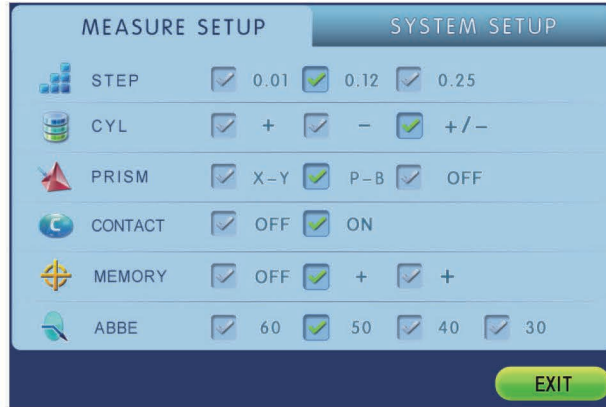 MEASURE SETUP SYSTEM SETUP
STEP 0.01 0.12 0.25
CYL + - +/-
PRISM X-Y P-B OFF
CONTACT OFF ON
MEMORY OFF + +
ABBE 60 50 40 30
EXIT